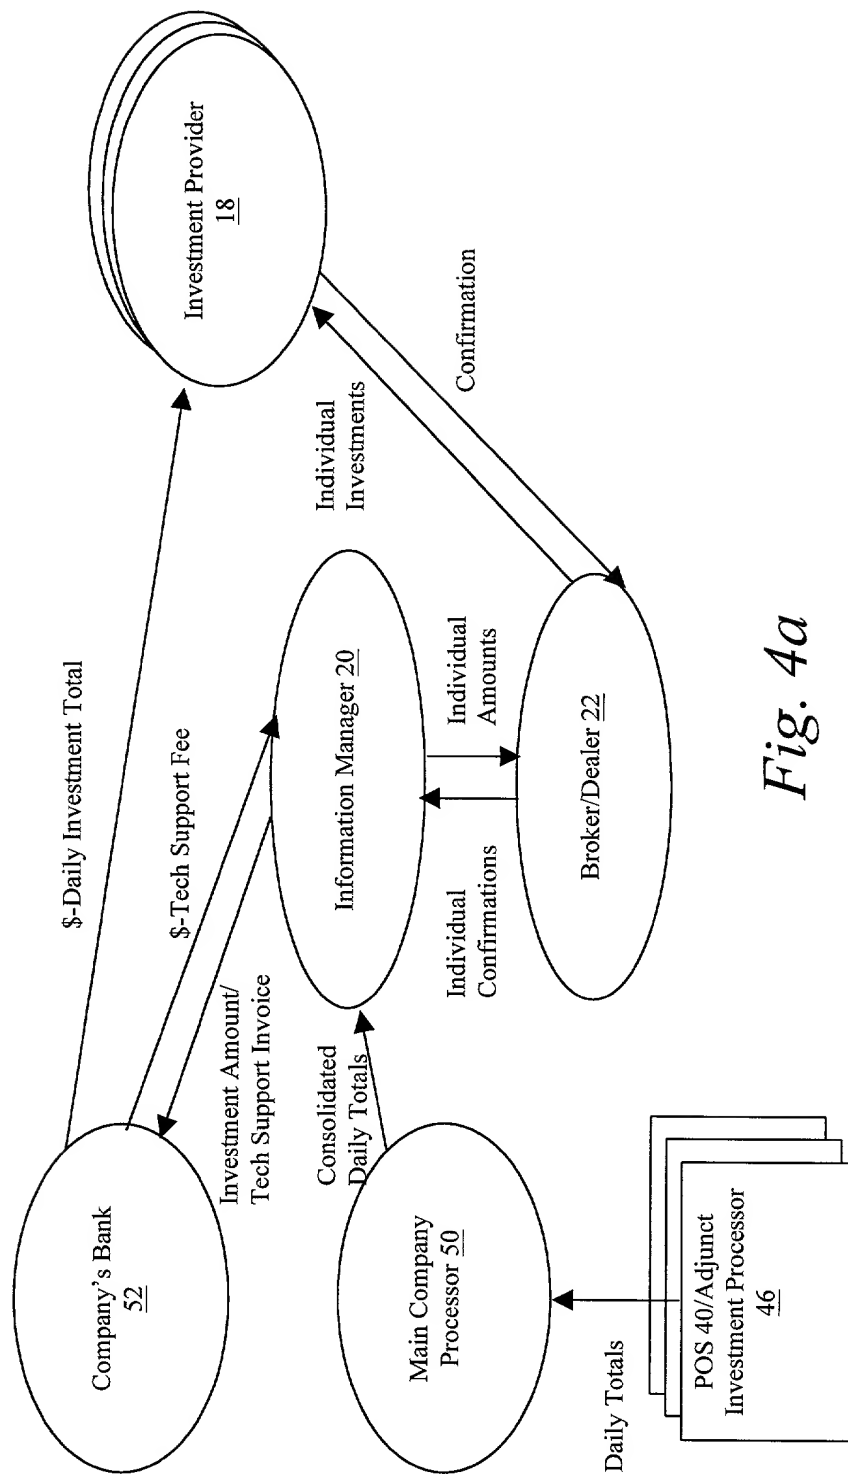 Company's Bank
52
$-Daily Investment Total
$-Tech Support Fee
Investment Amount/
Tech Support Invoice
Investment Provider
18
Main Company
Processor 50
Consolidated
Daily Totals
Information Manager 20
Individual
Investments
Confirmation
Individual
Confirmations
Individual
Amounts
Daily Totals
POS 40/Adjunct
Investment Processor
46
Broker/Dealer 22
Fig. 4a